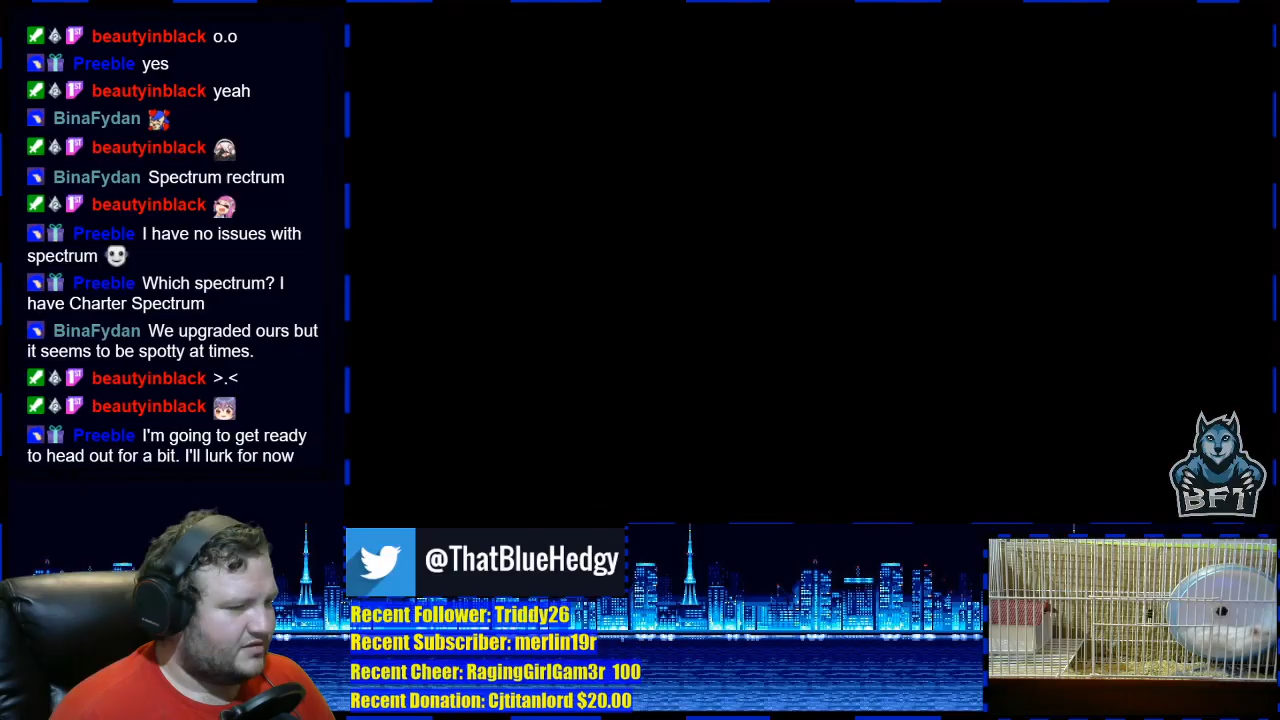 beautyinblack o.o
Preeble yes
beautyinblack yeah
BinaFydan
beautyinblack
BinaFydan Spectrum rectrum
beautyinblack
Preeble I have no issues with
spectrum
Preeble Which spectrum? I
have Charter Spectrum
BinaFydan We upgraded ours but
it seems to be spotty at times.
beautyinblack >.<
beautyinblack
Preeble I'm going to get ready
to head out for a bit. I'll lurk for now
BFT
@ThatBlueHedgy
Recent Follower: Triddy26
Recent Subscriber: merlin19r
Recent Cheer: RagingGirlGam3r 100
Recent Donation: Cjtitanlord $20.00